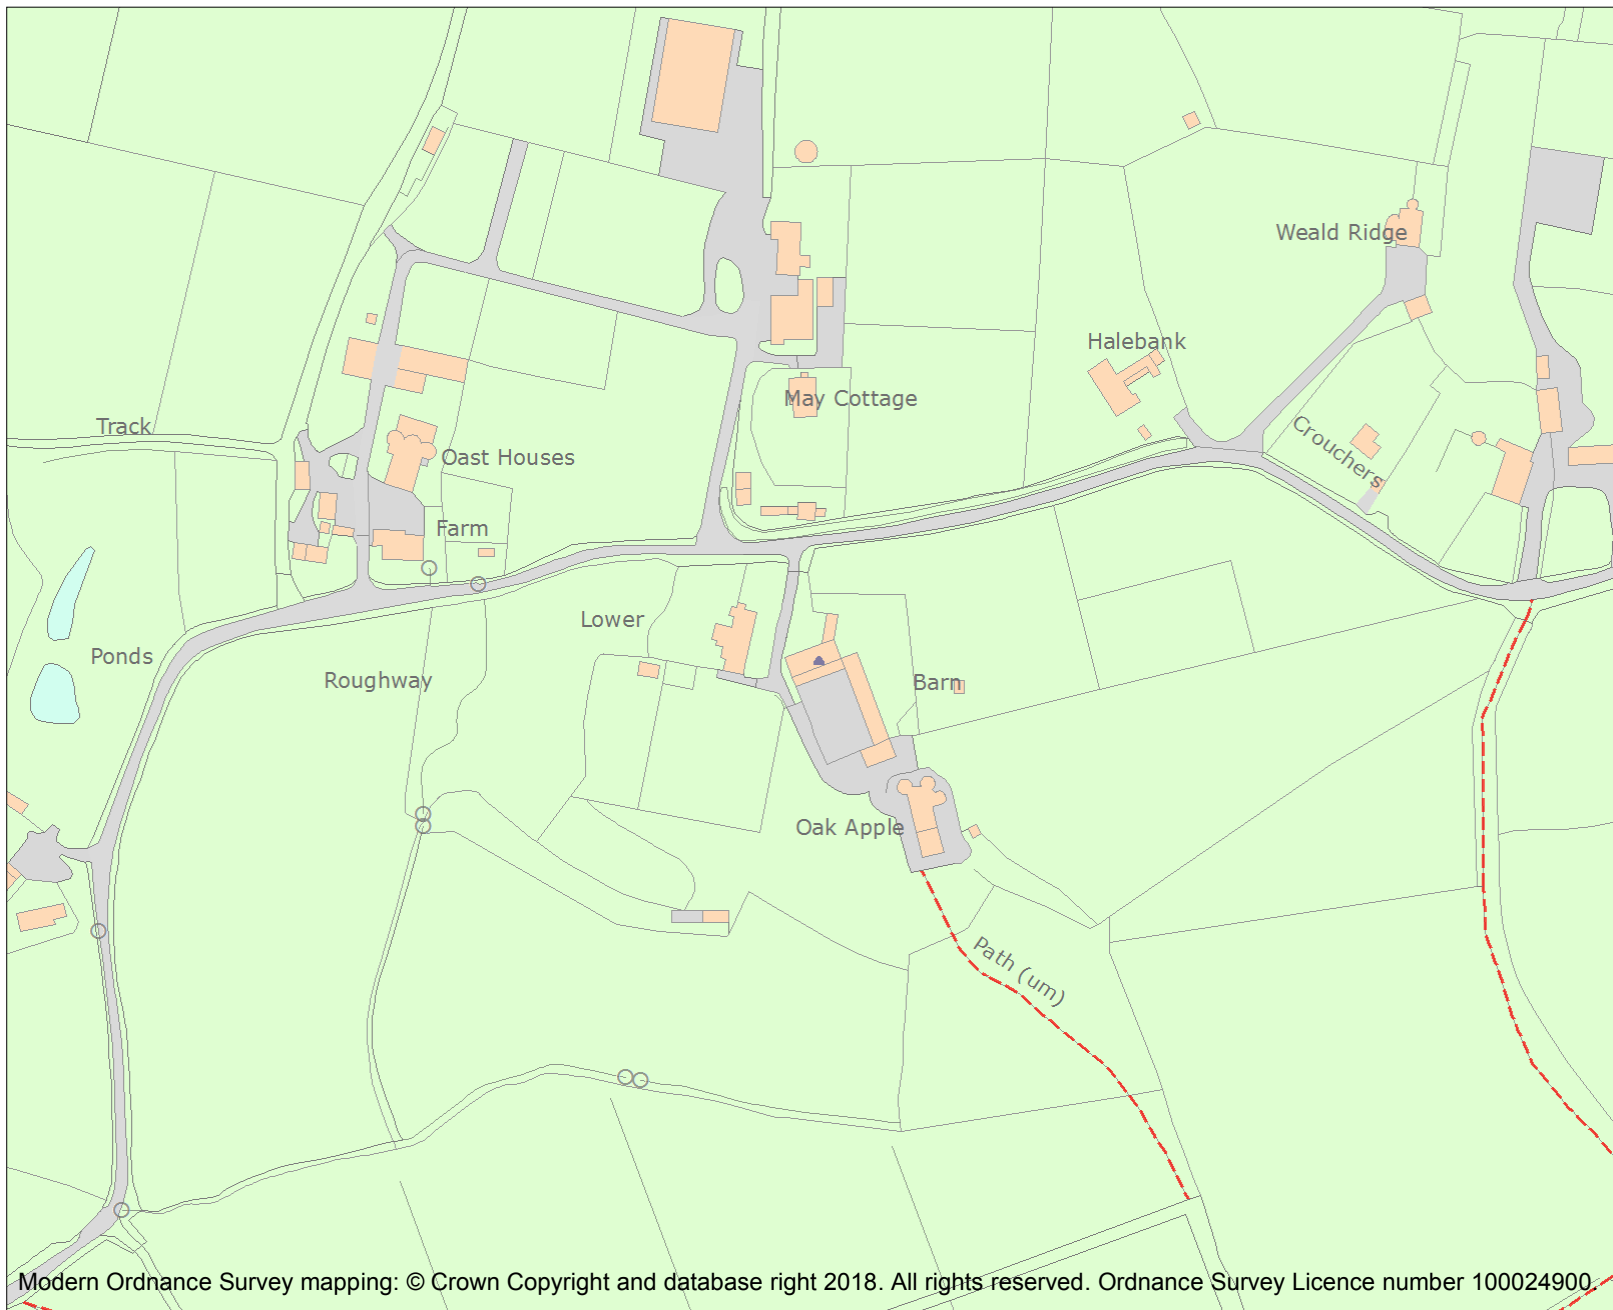 Weald Ridge
Halebank
May Cottage
Track
Crouchers
Oast Houses
Farm
Lower
Ponds
Roughway
Barn
Oak Apple
Path (um)
Modern Ordnance Survey mapping: © Crown Copyright and database right 2018. All rights reserved. Ordnance Survey Licence number 100024900.